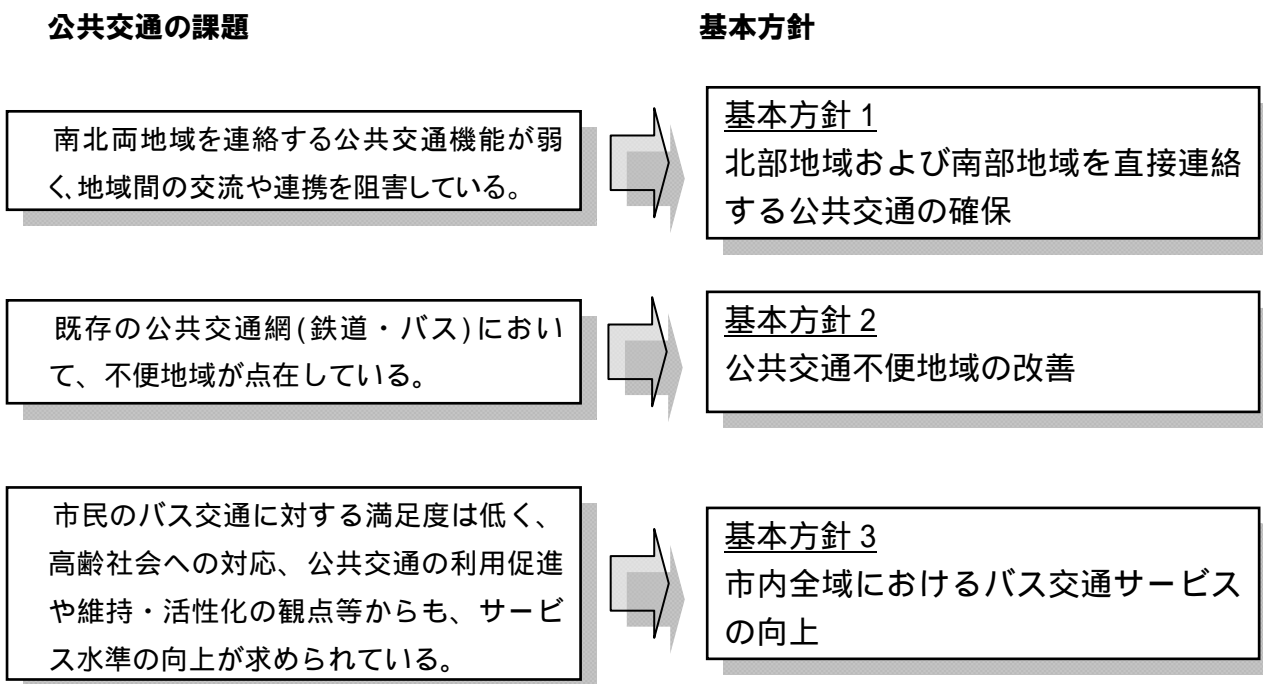 公共交通の課題
基本方針
南北両地域を連絡する公共交通機能が弱
く、地域間の交流や連携を阻害している。
基本方針 1
北部地域および南部地域を直接連絡
する公共交通の確保
既存の公共交通網(鉄道・バス)におい
て、不便地域が点在している。
基本方針 2
公共交通不便地域の改善
市民のバス交通に対する満足度は低く、
高齢社会への対応、公共交通の利用促進
や維持・活性化の観点等からも、サービ
ス水準の向上が求められている。
基本方針 3
市内全域におけるバス交通サービス
の向上